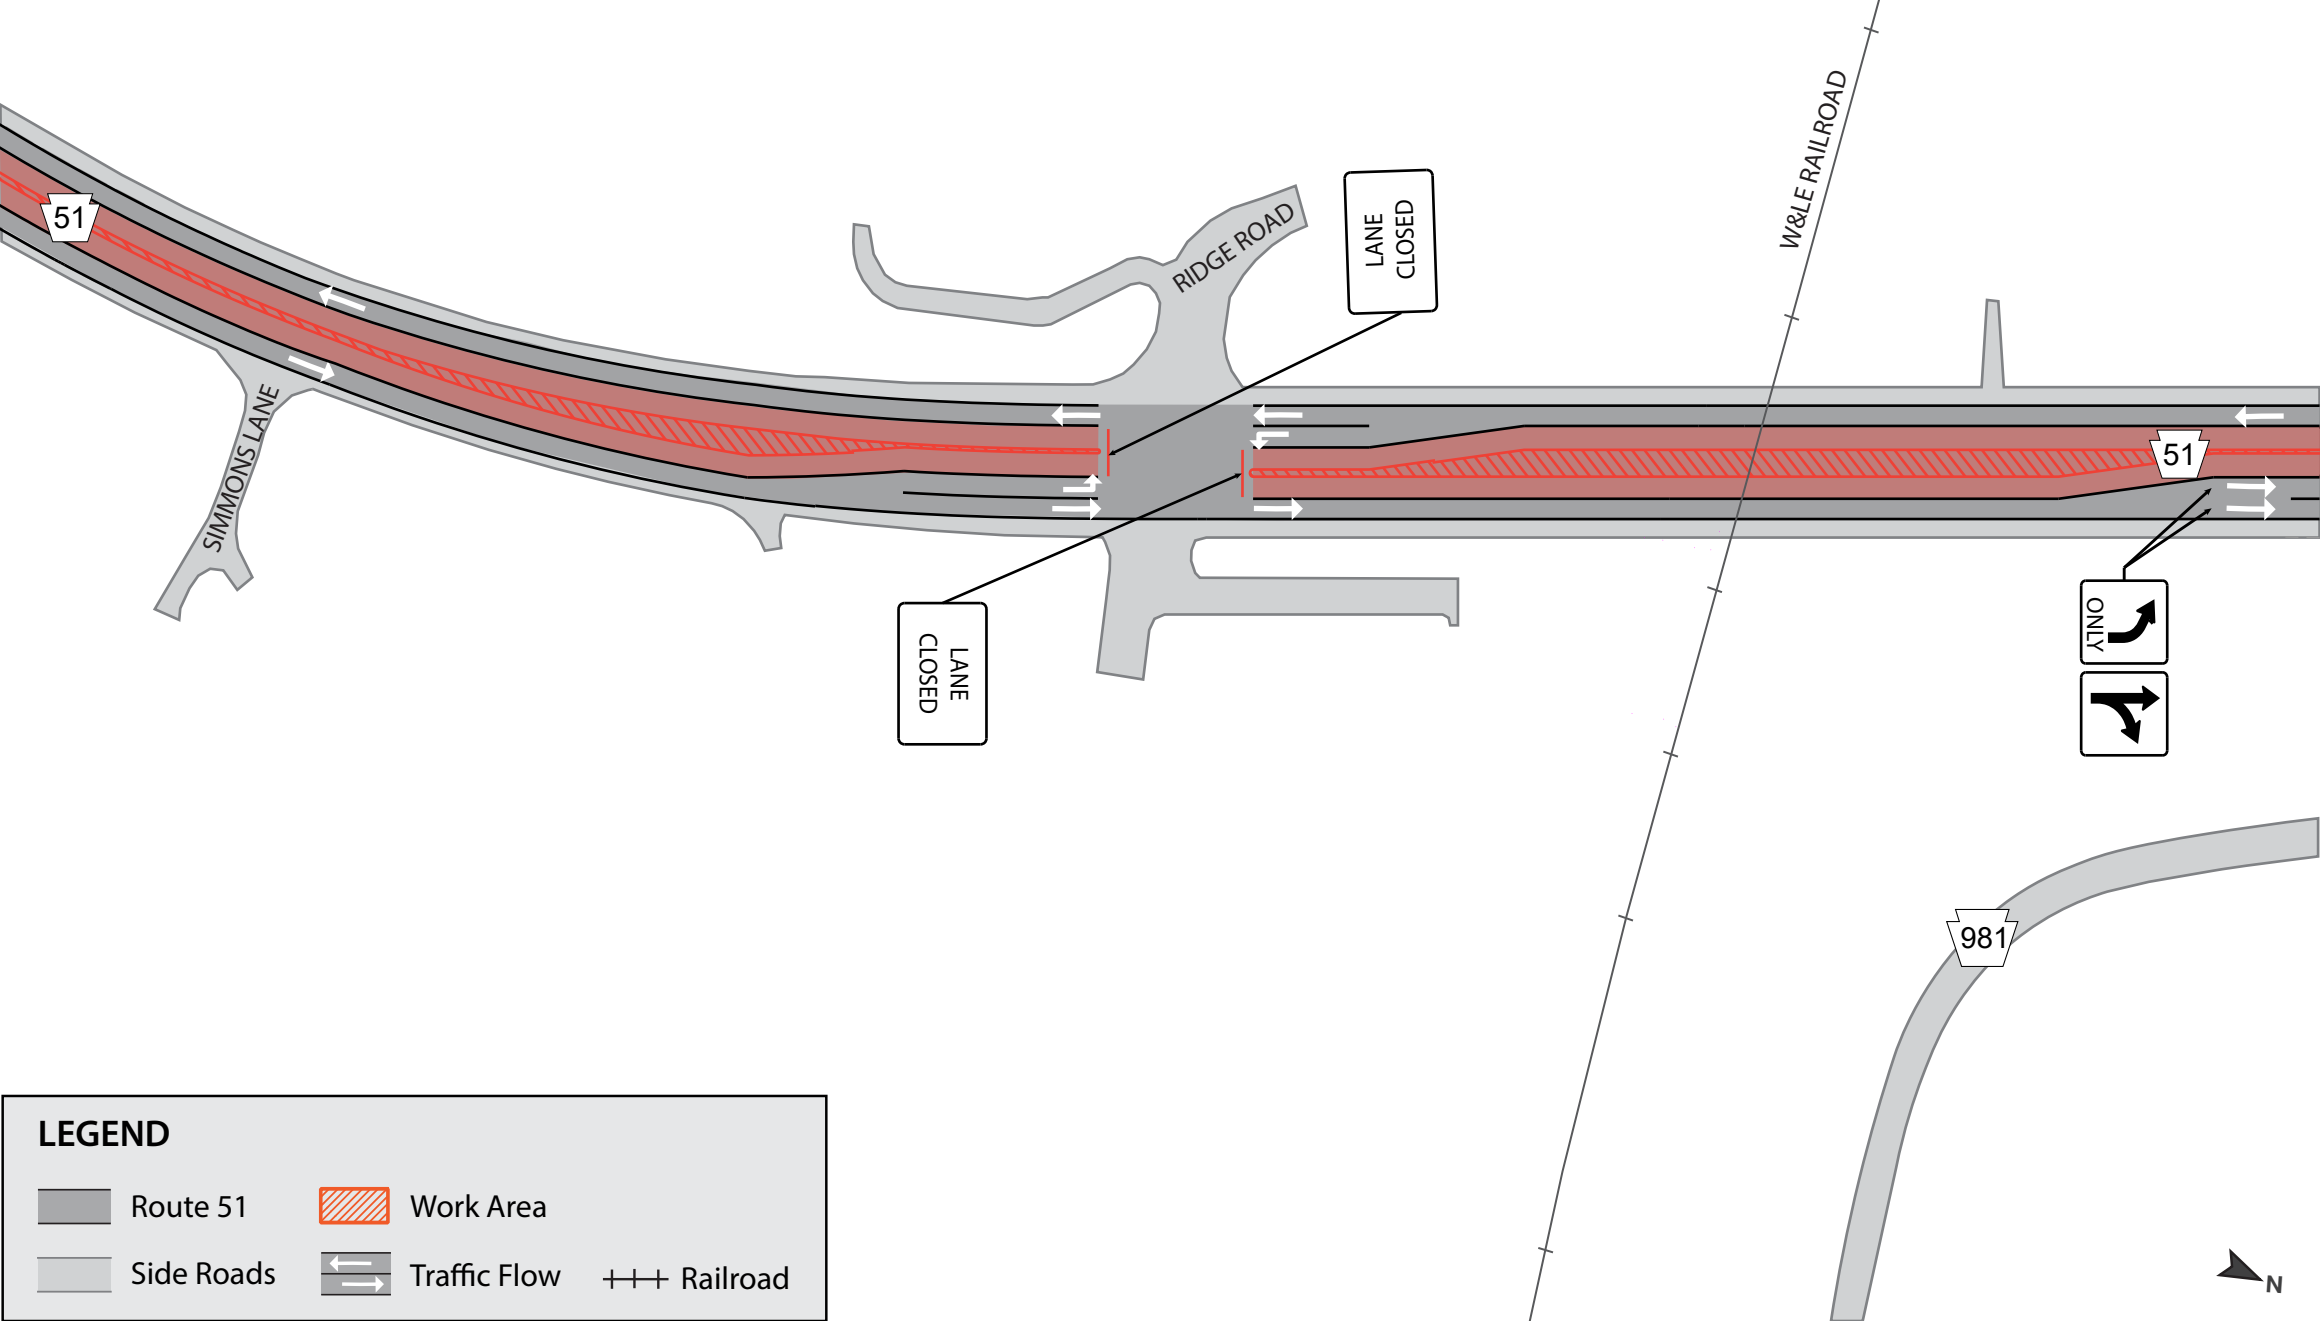 W&LE RAILROAD
51
RIDGE ROAD
LANE
CLOSED
SIMMONS LANE
51
ONLY
LANE
CLOSED
981
LEGEND
Route 51
Work Area
Side Roads
Traffic Flow
Railroad
N